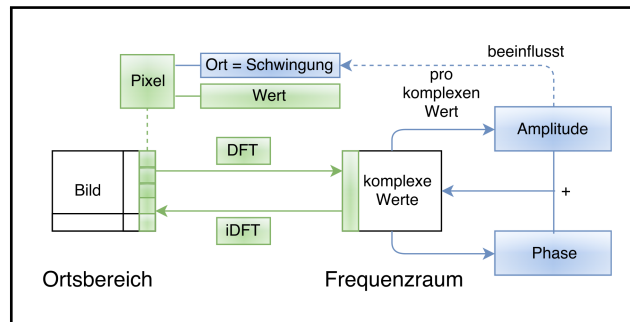 beeinflusst
Pixel
Ort = Schwingung
Wert
pro
komplexen
Wert
Amplitude
DFT
Bild
komplexe
Werte
+
iDFT
Phase
Ortsbereich
Frequenzraum